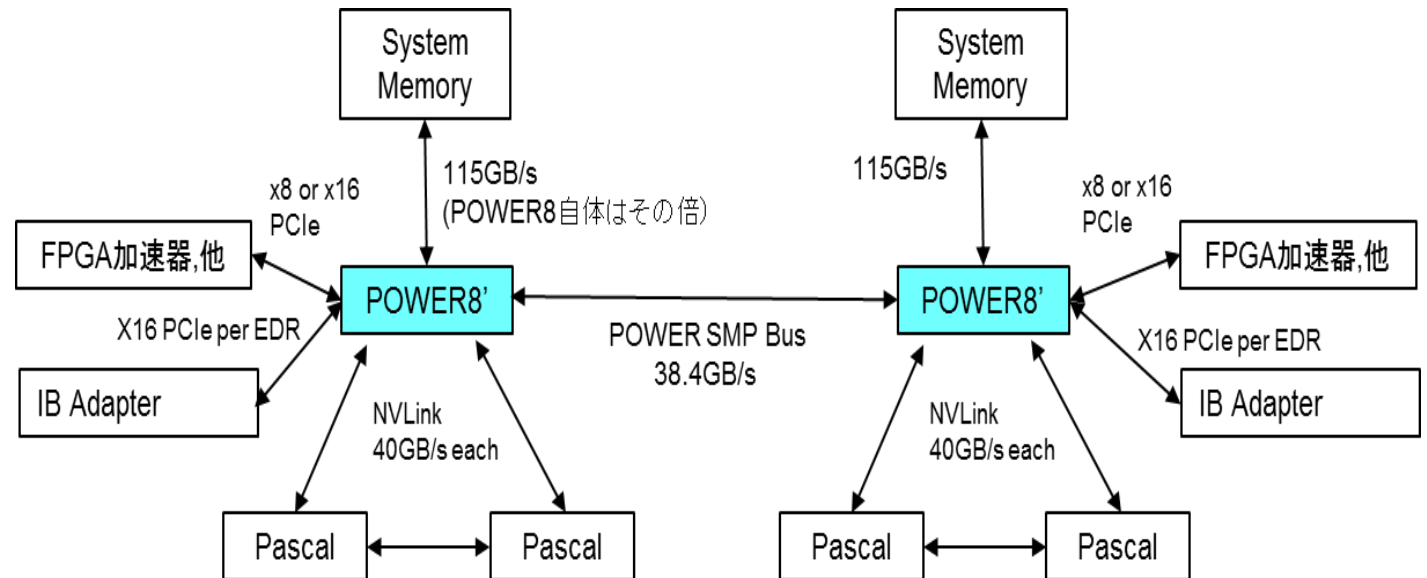 System
Memory
System
Memory
115GB/s
(POWER8自体はその倍)
115GB/s
x8 or x16
PCIe
x8 or x16
PCIe
FPGA加速器,他
FPGA加速器,他
POWER8’
POWER8’
X16 PCIe per EDR
POWER SMP Bus
38.4GB/s
X16 PCIe per EDR
IB Adapter
IB Adapter
NVLink
40GB/s each
NVLink
40GB/s each
Pascal
Pascal
Pascal
Pascal